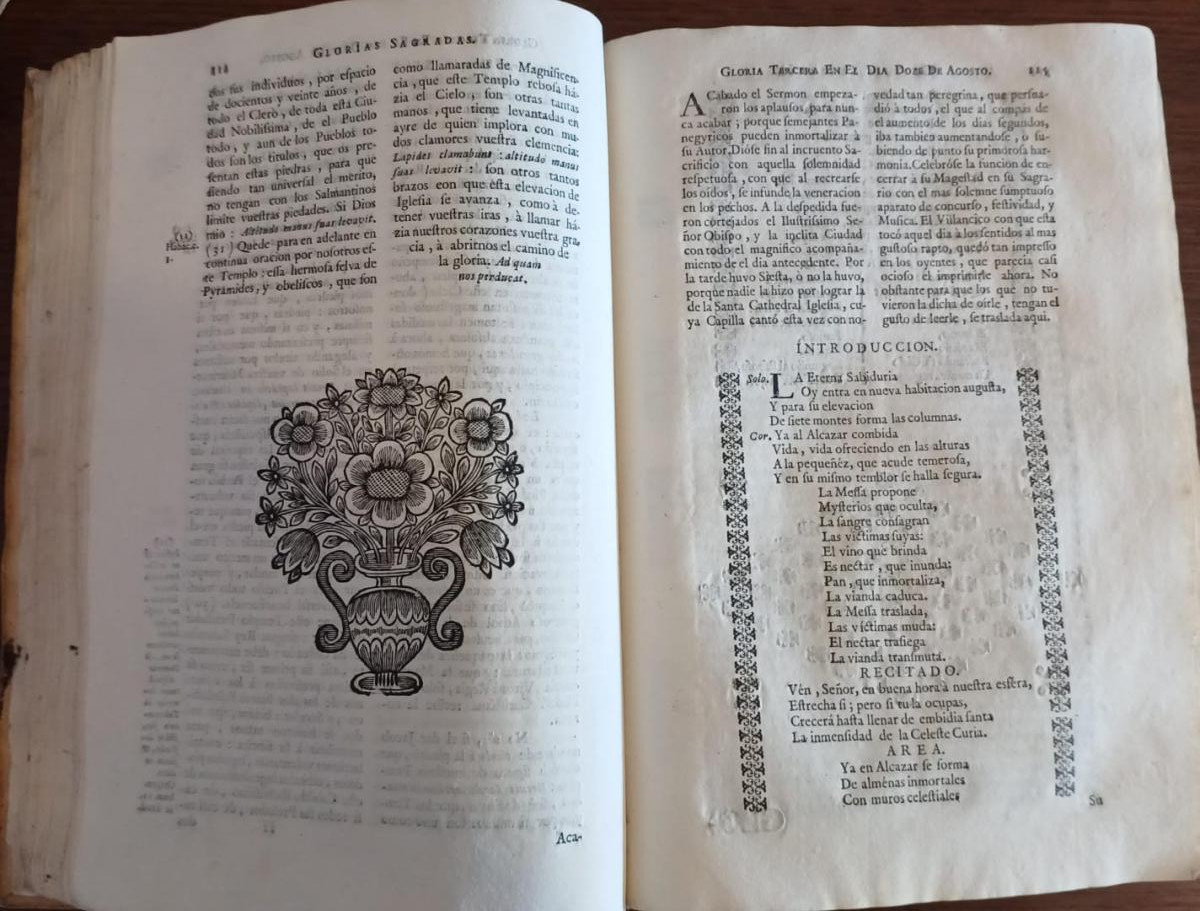 GLORIAS SAGRADAS.
dos sus individuos, por espacio
de docientos y veinte años, de
todo el Clero, de toda esta Ciu-
dad Nobilissima, de el Pueblo
todo, y aun de los Pueblos to-
dos son los titulos, que os pre-
sentan estas piedras, para que
siendo tan universal el merito,
no tengan con los Salmantinos
limite vuestras piedades. Si Dios
mio: Altitudo manus suas levavit.
(31) Quede para en adelante en
continua oracion por nosotros es-
te Templo: essa hermosa selva de
Pyramides, y obeliscos, que son
(31)
Habac.
como llamaradas de Magnificen-
cia, que este Templo rebosa há-
zia el Cielo, son otras tantas
manos, que tiene levantadas en
ayre de quien implora con mu-
dos clamores vuestra clemencia:
Lapides clamabunt: altitudo manus
suas levavit: son otros tantos
brazos con que esta elevacion de
Iglesia se avanza, como à de-
tener vuestras iras, à llamar há-
zia nuestros corazones vuestra gra-
cia, à abrirnos el camino de
la gloria: Ad quam
nos perducat.
Aca-
GLORIA TERCERA EN EL DIA DOZE DE AGOSTO.
ACabado el Sermon empeza-
ron los aplausos, para nun-
ca acabar; porque semejantes Pa-
negyricos pueden inmortalizar à
su Autor. Diòse fin al incruento Sa-
crificio con aquella solemnidad
respetuosa, con que al recrearse
los oìdos, se infunde la veneracion
en los pechos. A la despedida fue-
ron cortejados el Ilustrissimo Se-
ñor Obispo, y la inclita Ciudad
con todo el magnifico acompaña-
miento de el dia antecedente. Por
la tarde huvo Siesta, ò no la huvo,
porque nadie la hizo por lograr la
de la Santa Cathedral Iglesia, cu-
ya Capilla cantó esta vez con no-
vedad tan peregrina, que persua-
diò à todos, el que al compàs de
el aumento de los dias segundos,
iba tambien aumentandose, o su-
biendo de punto su primorosa har-
monia. Celebròse la funcion de en-
cerrar à su Magestad en su Sagra-
rio con el mas solemne sumptuoso
aparato de concurso, festividad, y
Musica. El Villancico con que esta
tocó aquel dia à los sentidos al mas
gustoso rapto, quedó tan impresso
en los oyentes, que parecia casi
ocioso el imprimirle ahora. No
obstante para que los que no tu-
vieron la dicha de oirle, tengan el
gusto de leerle, se traslada aqui.
INTRODUCCION.
Solo. LA Eterna Sabiduria
Oy entra en nueva habitacion augusta,
Y para su elevacion
De siete montes forma las columnas.
Cor. Ya al Alcazar combida
Vida, vida ofreciendo en las alturas
A la pequeñéz, que acude temerosa,
Y en su mismo temblor se halla segura.
La Messa propone
Mysterios que oculta,
La sangre consagran
Las victimas suyas:
El vino que brinda
Es nectar, que inunda:
Pan, que inmortaliza,
La vianda caduca.
La Messa traslada,
Las victimas muda:
El nectar trasiega
La vianda transmuta.
RECITADO.
Vén, Señor, en buena hora à nuestra esfera,
Estrecha si; pero si tu la ocupas,
Crecerá hasta llenar de embidia santa
La inmensidad de la Celeste Curia.
AREA.
Ya en Alcazar se forma
De alménas inmortales
Con muros celestiales
Su